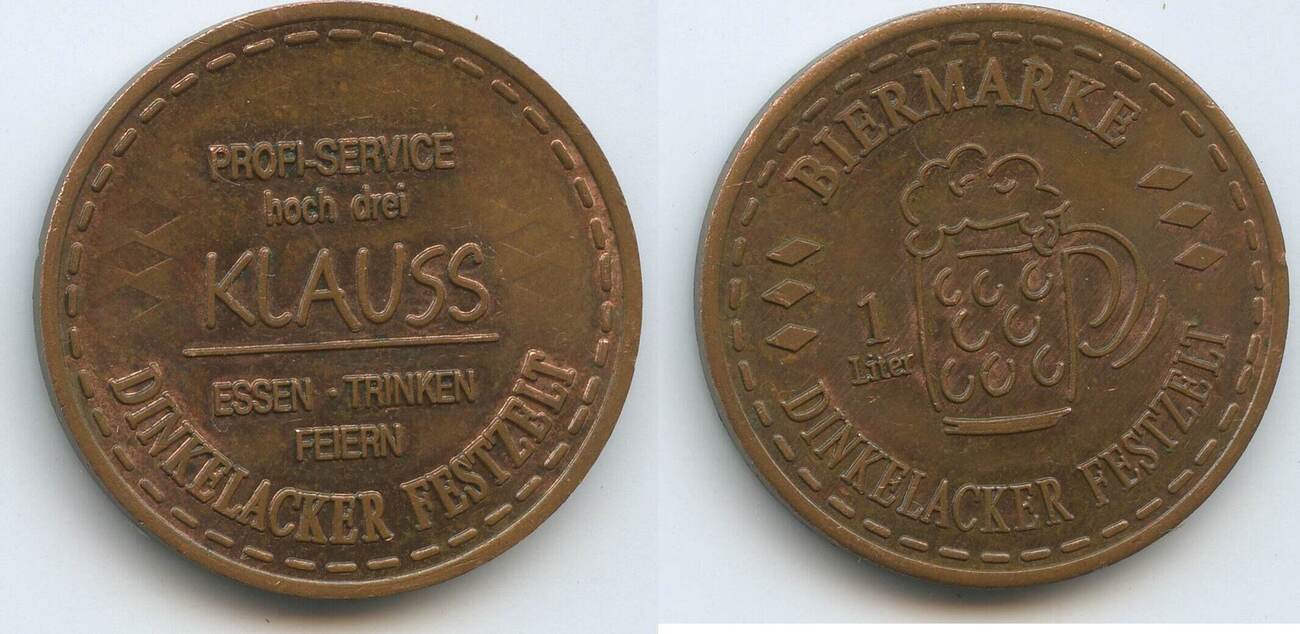 PROFI-SERVICE
hoch drei
KLAUSS
ESSEN · TRINKEN
FEIERN
DINKELACKER FESTZELT
BIERMARKE
1
Liter
DINKELACKER FESTZELT